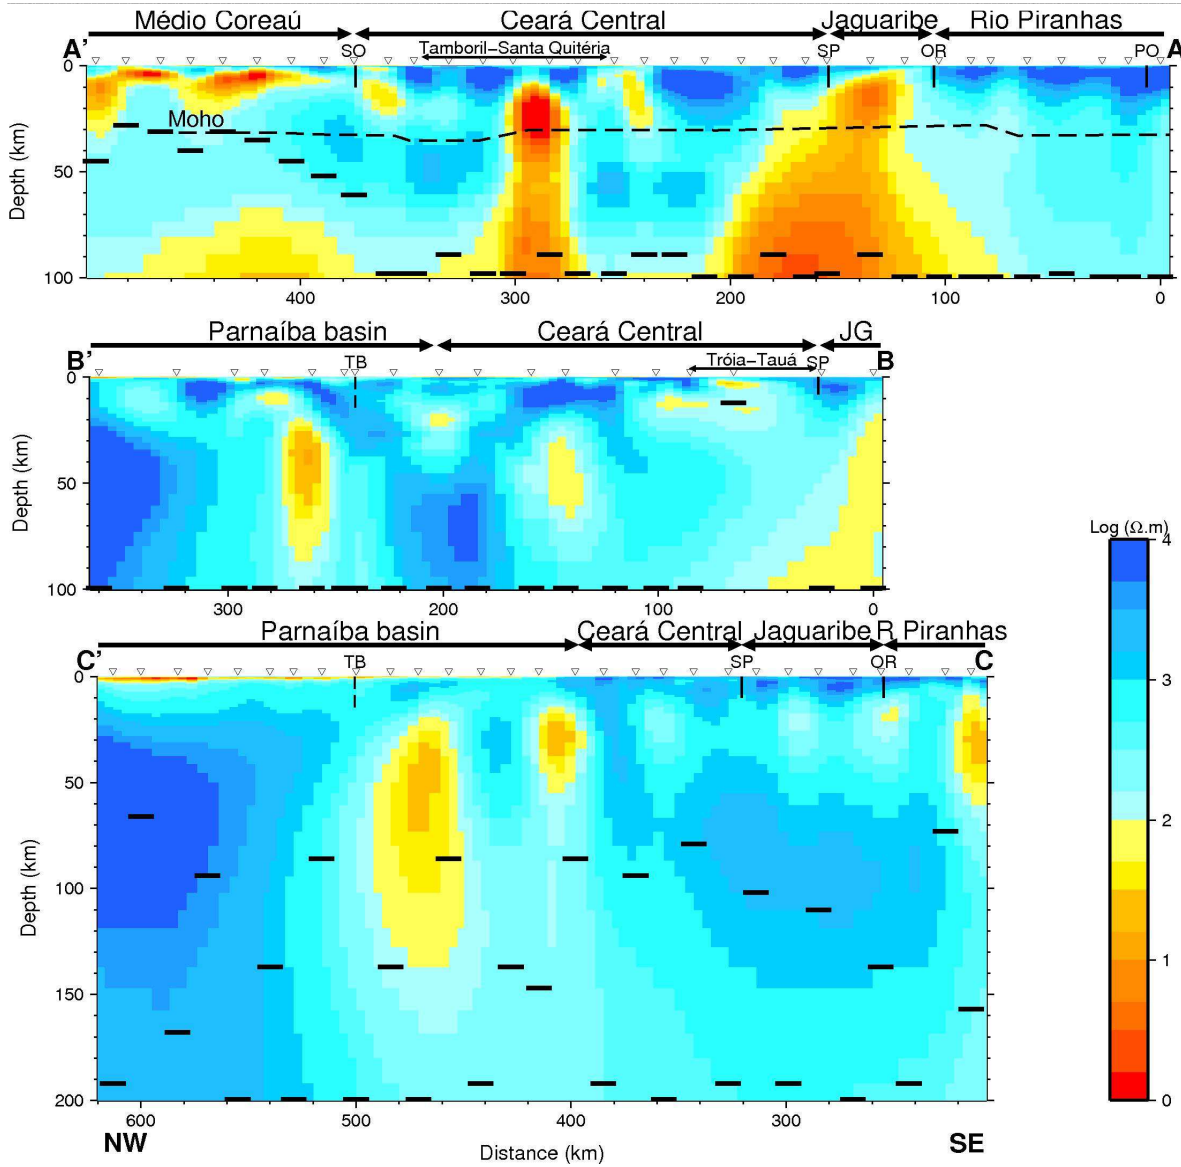 Médio Coreaú Ceará Central Jaguaribe Rio Piranhas
A' SO Tamboril–Santa Quitéria SP OR PO A
0
Moho
50
100
Depth (km)
400 300 200 100 0
Parnaíba basin Ceará Central JG
B' TB Tróia–Tauá SP B
0
50
100
Depth (km)
300 200 100 0
Log (Ω.m)
4
3
2
1
0
Parnaíba basin Ceará Central Jaguaribe R Piranhas
C' TB SP OR C
0
50
100
150
200
Depth (km)
600 500 400 300
NW Distance (km) SE